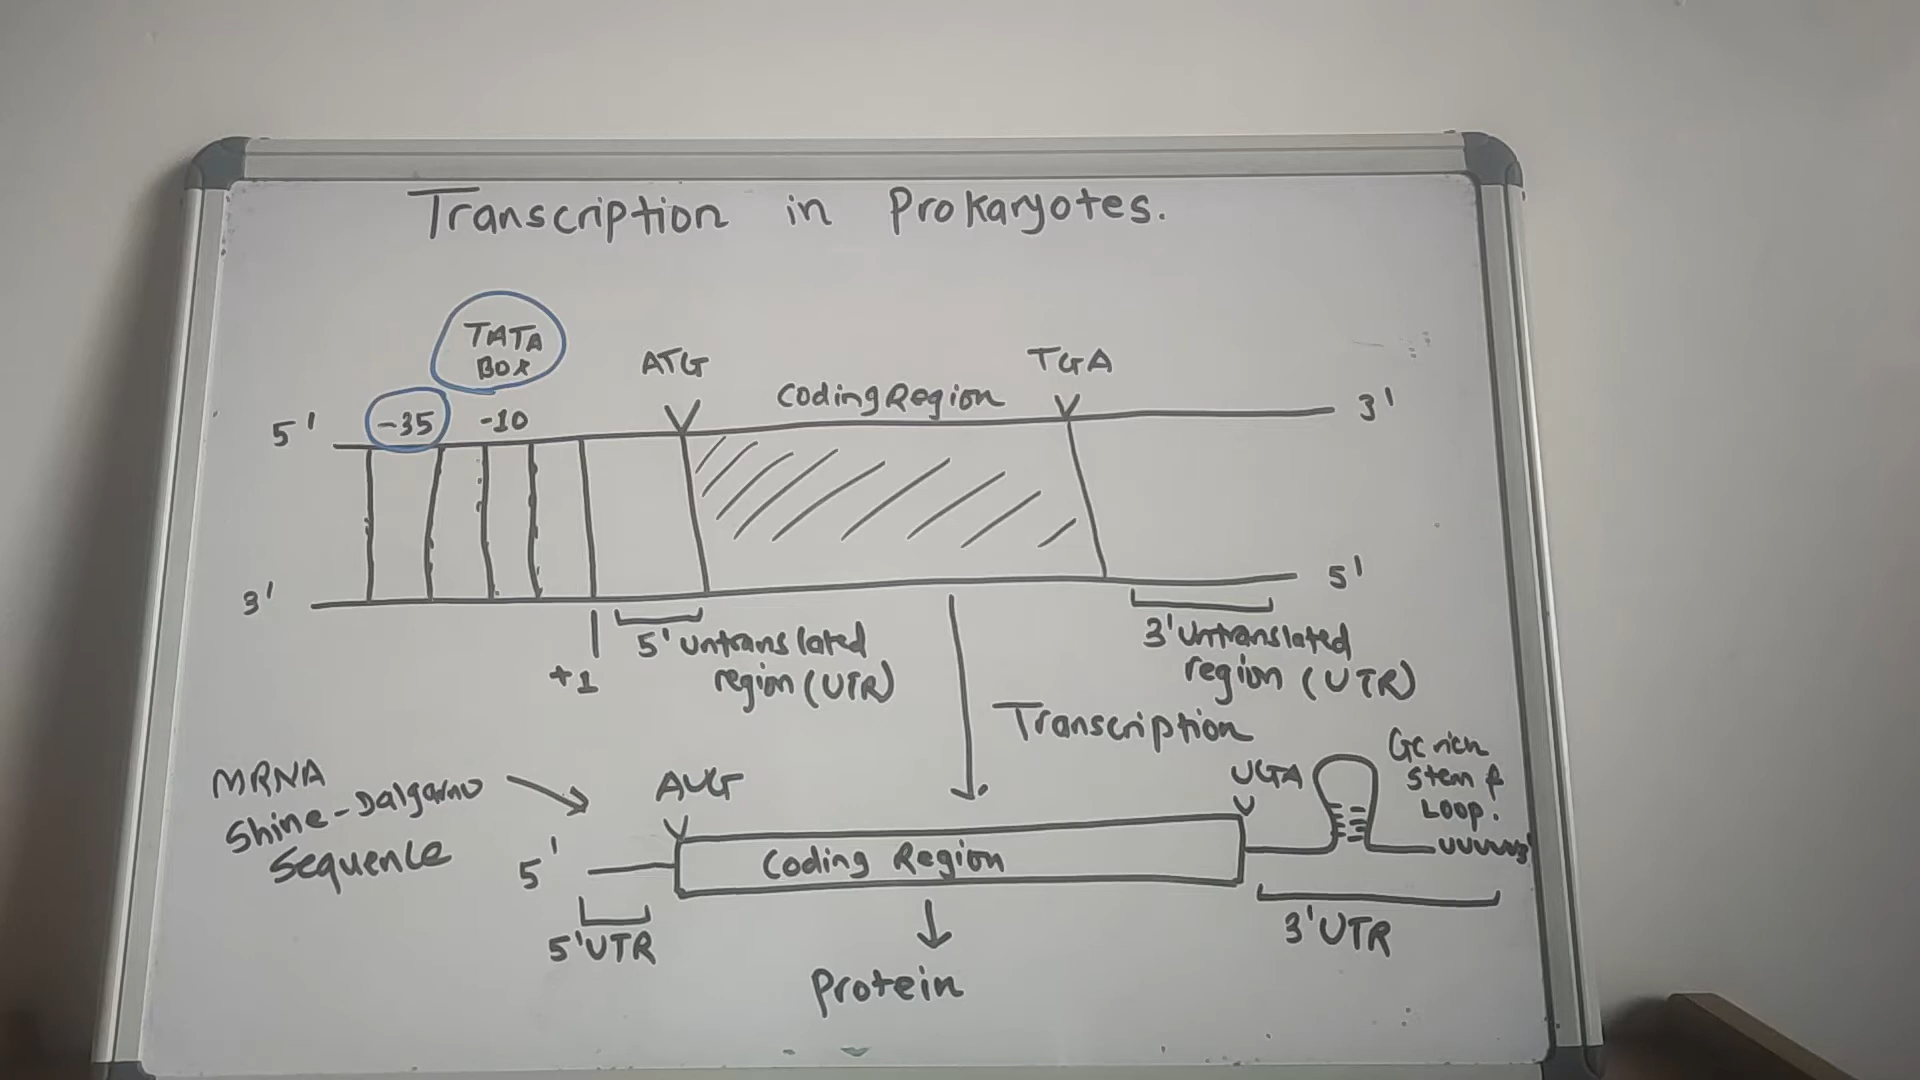 Transcription in Prokaryotes.
TATA
BOX
ATG
TGA
Coding Region
-35
-10
5'
3'
3'
5'
+1
5' untranslated
region (UTR)
3' untranslated
region (UTR)
Transcription
MRNA
Shine-Dalgarno
Sequence
AUG
UGA
GC rich
Stem &
Loop.
5'
Coding Region
UUUUU3'
5'UTR
3'UTR
Protein